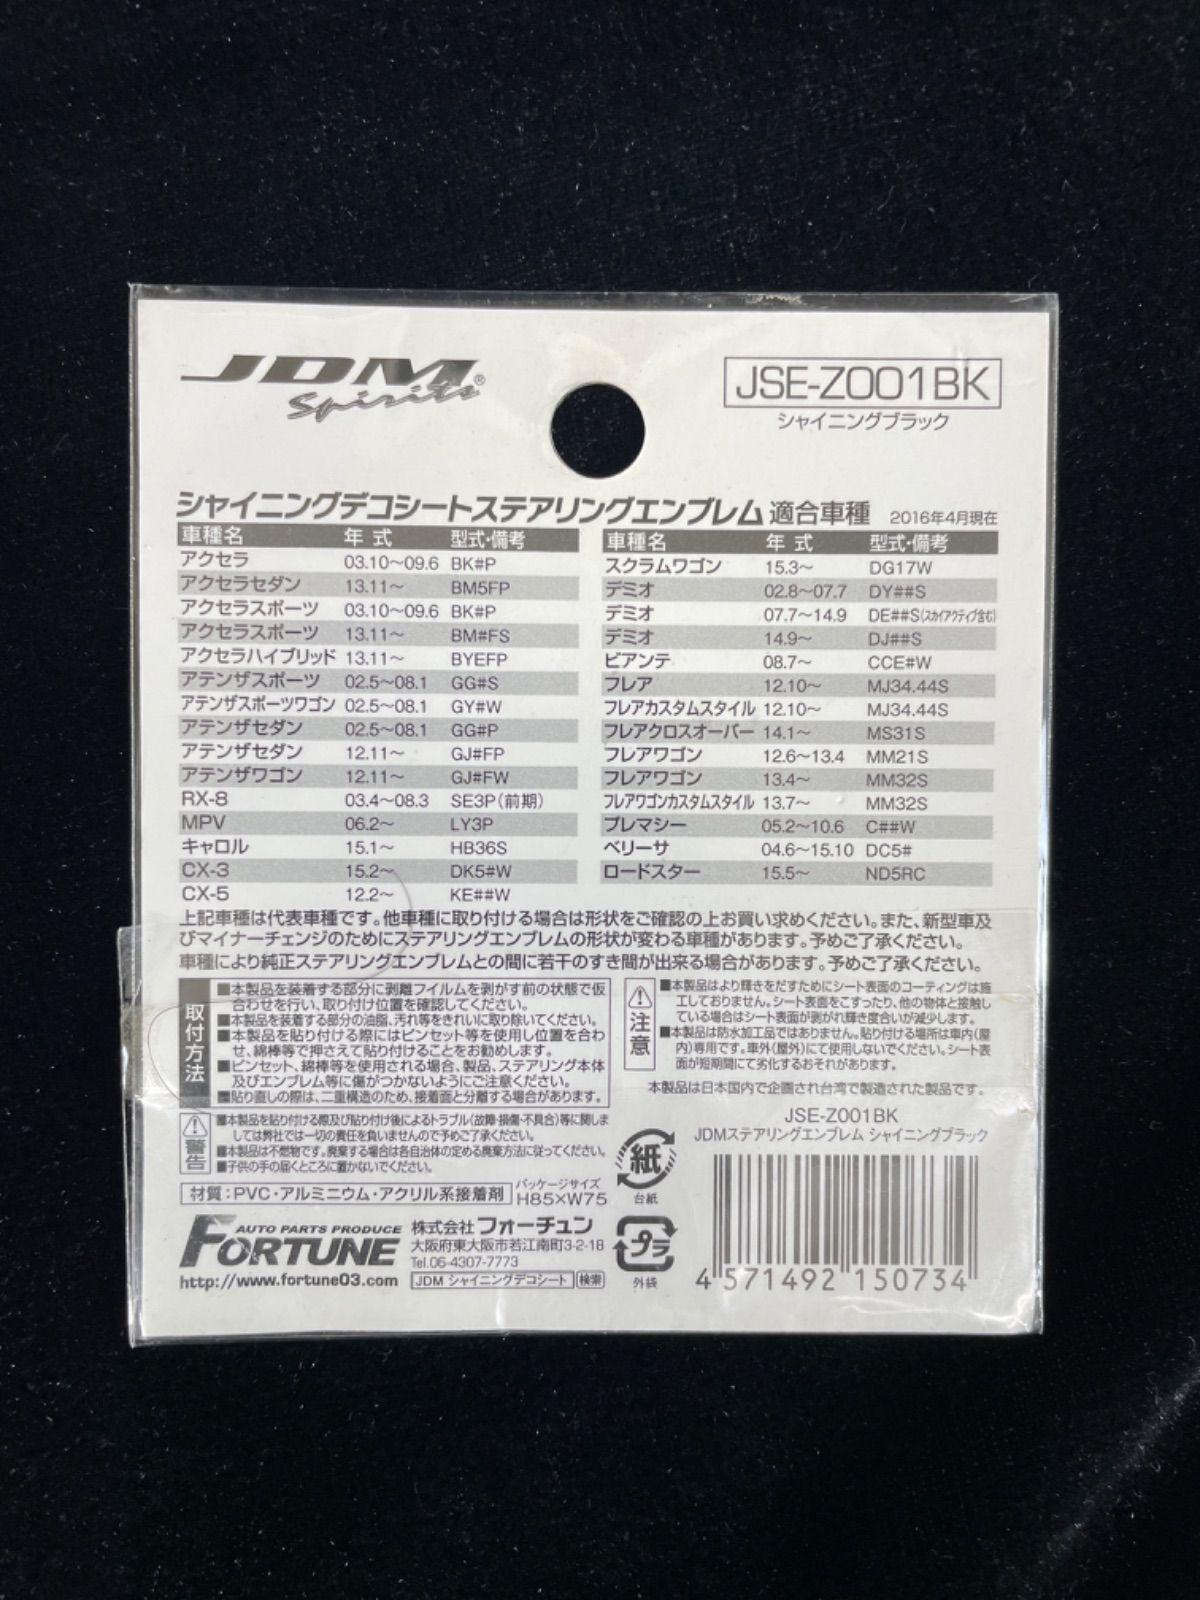 JDM
Spirits®
JSE-Z001BK
シャイニングブラック
シャイニングデコシートステアリングエンブレム 適合車種 2016年4月現在
車種名 年式 型式・備考
アクセラ 03.10〜09.6 BK#P
アクセラセダン 13.11〜 BM5FP
アクセラスポーツ 03.10〜09.6 BK#P
アクセラスポーツ 13.11〜 BM#FS
アクセラハイブリッド 13.11〜 BYEFP
アテンザスポーツ 02.5〜08.1 GG#S
アテンザスポーツワゴン 02.5〜08.1 GY#W
アテンザセダン 02.5〜08.1 GG#P
アテンザセダン 12.11〜 GJ#FP
アテンザワゴン 12.11〜 GJ#FW
RX-8 03.4〜08.3 SE3P(前期)
MPV 06.2〜 LY3P
キャロル 15.1〜 HB36S
CX-3 15.2〜 DK5#W
CX-5 12.2〜 KE##W
車種名 年式 型式・備考
スクラムワゴン 15.3〜 DG17W
デミオ 02.8〜07.7 DY##S
デミオ 07.7〜14.9 DE##S(スカイアクティブ含む)
デミオ 14.9〜 DJ##S
ビアンテ 08.7〜 CCE#W
フレア 12.10〜 MJ34.44S
フレアカスタムスタイル 12.10〜 MJ34.44S
フレアクロスオーバー 14.1〜 MS31S
フレアワゴン 12.6〜13.4 MM21S
フレアワゴン 13.4〜 MM32S
フレアワゴンカスタムスタイル 13.7〜 MM32S
プレマシー 05.2〜10.6 C##W
ベリーサ 04.6〜15.10 DC5#
ロードスター 15.5〜 ND5RC
上記車種は代表車種です。他車種に取り付ける場合は形状をご確認の上お買い求めください。また、新型車及
びマイナーチェンジのためにステアリングエンブレムの形状が変わる車種があります。予めご了承ください。
車種により純正ステアリングエンブレムとの間に若干のすき間が出来る場合があります。予めご了承ください。
取付方法
■本製品を装着する部分に剥離フイルムを剥がす前の状態で仮
合わせを行い、取り付け位置を確認してください。
■本製品を装着する部分の油脂、汚れ等をきれいに取り除いてください。
■本製品を貼り付ける際にはピンセット等を使用し位置を合わ
せ、綿棒等で押さえて貼り付けることをお勧めします。
■ピンセット、綿棒等を使用される場合、製品、ステアリング本体
及びエンブレム等に傷がつかないようにご注意ください。
■貼り直しの際は、二重構造のため、接着面と分離する場合があります。
警告
■本製品を貼り付ける際及び貼り付け後によるトラブル(故障・損傷・不具合)等に関しま
しては弊社では一切の責任を負いませんので予めご了承ください。
■本製品は不燃物です。廃棄する場合は各自治体の定める廃棄方法に従ってください。
■子供の手の届くところに置かないでください。
注意
■本製品はより輝きをだすためにシート表面のコーティングは施
工しておりません。シート表面をこすったり、他の物体と接触し
ている場合はシート表面が剥がれ輝き度合いが減少します。
■本製品は防水加工品ではありません。貼り付ける場所は車内(屋
内)専用です。車外(屋外)にて使用しないでください。シート表
面が短期間にて劣化するおそれがあります。
本製品は日本国内で企画され台湾で製造された製品です。
材質：PVC・アルミニウム・アクリル系接着剤
パッケージサイズ
H85×W75
AUTO PARTS PRODUCE
FORTUNE
http://www.fortune03.com
株式会社 フォーチュン
大阪府東大阪市若江南町3-2-18
Tel.06-4307-7773
JDM シャイニングデコシート 検索
紙
台紙
プラ
外袋
JSE-Z001BK
JDMステアリングエンブレム シャイニングブラック
4 571492 150734